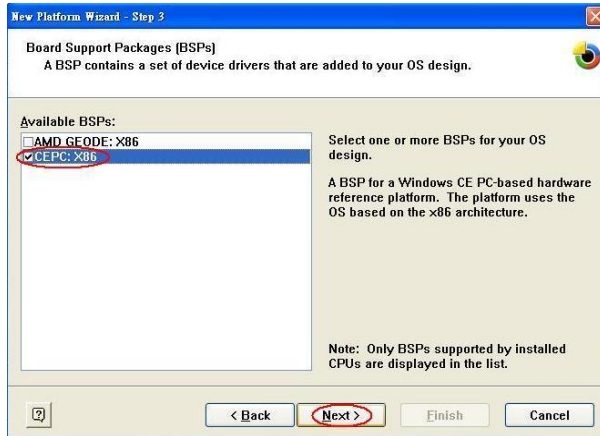 New Platform Wizard - Step 3
Board Support Packages (BSPs)
A BSP contains a set of device drivers that are added to your OS design.
Available BSPs:
AMD GEODE: X86
CEPC: X86
Select one or more BSPs for your OS
design.
A BSP for a Windows CE PC-based hardware
reference platform. The platform uses the
OS based on the x86 architecture.
Note: Only BSPs supported by installed
CPUs are displayed in the list.
< Back
Next >
Finish
Cancel